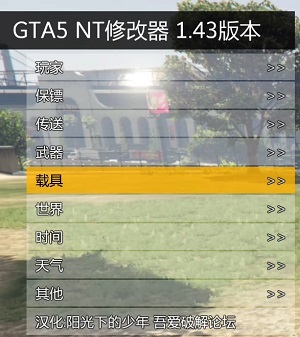 GTA5 NT修改器 1.43版本
玩家 >>
保镖 >>
传送 >>
武器 >>
载具 >>
世界 >>
时间 >>
天气 >>
其他 >>
汉化:阳光下的少年 吾爱破解论坛